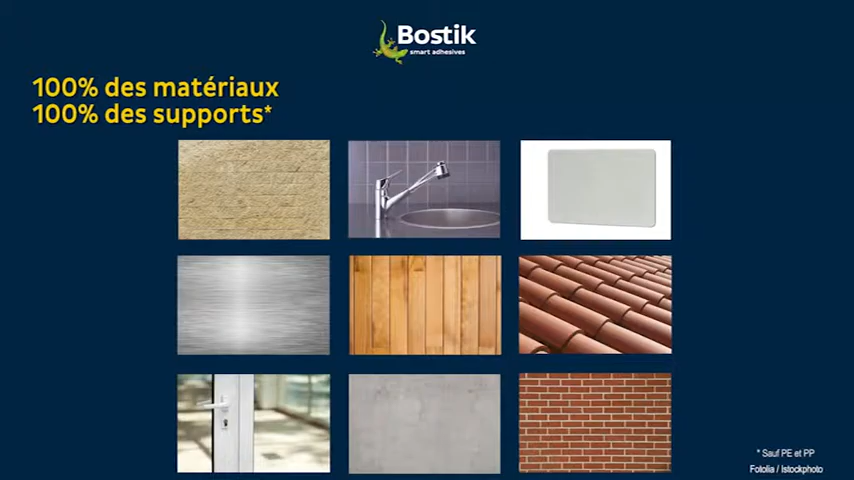 Bostik
smart adhesives
100% des matériaux
100% des supports*
* Sauf PE et PP
Fotolia / Istockphoto